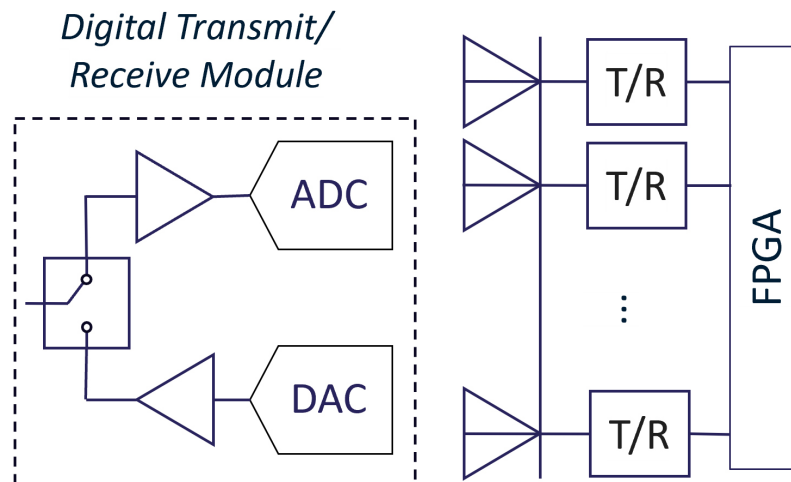 Digital Transmit/
Receive Module
ADC
DAC
T/R
T/R
...
T/R
FPGA